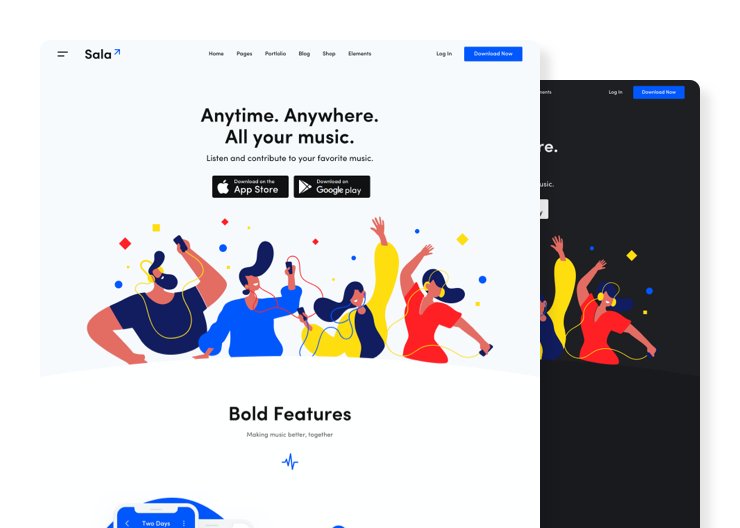 Sala
Home Pages Portfolio Blog Shop Elements
Log In Download Now
Anytime. Anywhere.
All your music.
Listen and contribute to your favorite music.
Download on the
App Store
Download on
Google play
Bold Features
Making music better, together
Two Days
Log In Download Now
re.
usic.
y